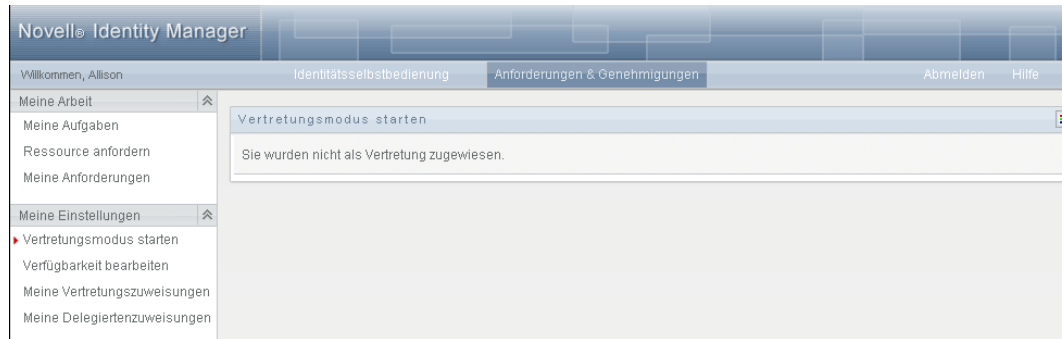 Novell® Identity Manager
Willkommen, Allison
Identitätsselbstbedienung
Anforderungen & Genehmigungen
Abmelden
Hilfe
Meine Arbeit
Meine Aufgaben
Ressource anfordern
Meine Anforderungen
Meine Einstellungen
Vertretungsmodus starten
Verfügbarkeit bearbeiten
Meine Vertretungszuweisungen
Meine Delegiertenzuweisungen
Vertretungsmodus starten
Sie wurden nicht als Vertretung zugewiesen.